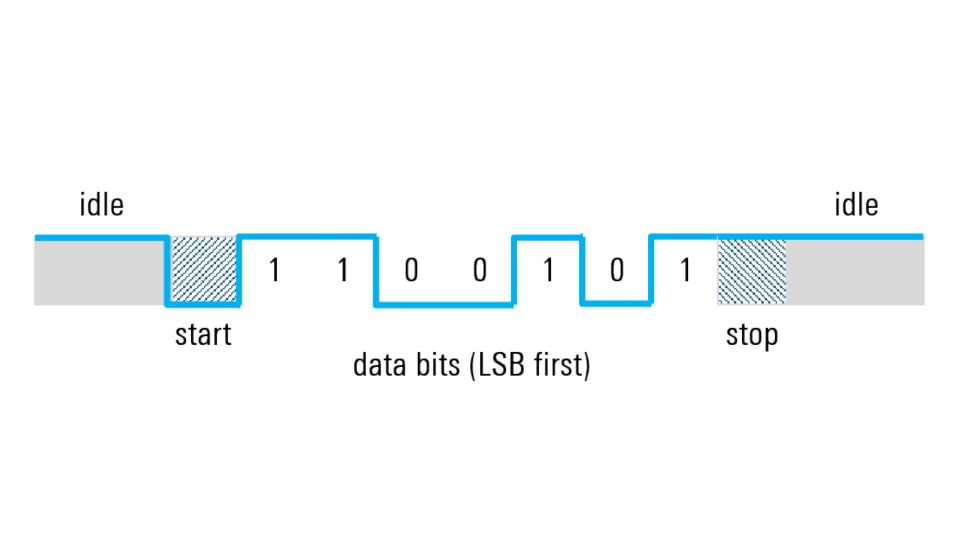 idle idle
1 1 0 0 1 0 1
start stop
data bits (LSB first)